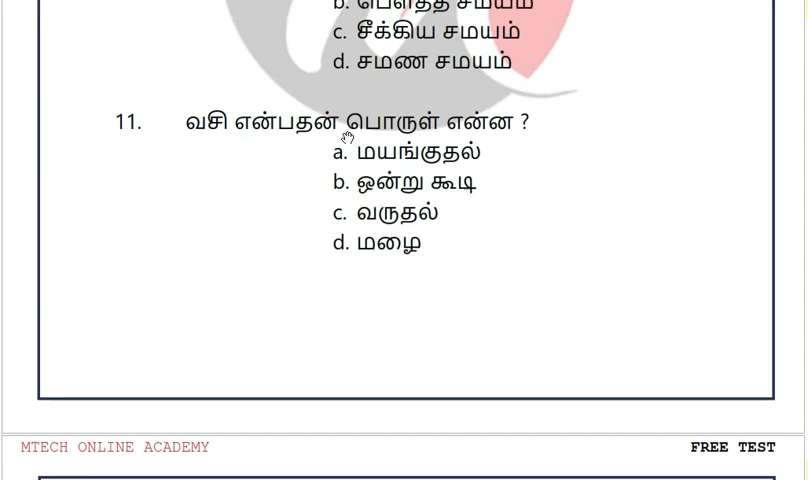 b. பௌத்த சமயம்
c. சீக்கிய சமயம்
d. சமண சமயம்
11. வசி என்பதன் பொருள் என்ன ?
a. மயங்குதல்
b. ஒன்று கூடி
c. வருதல்
d. மழை
MTECH ONLINE ACADEMY FREE TEST